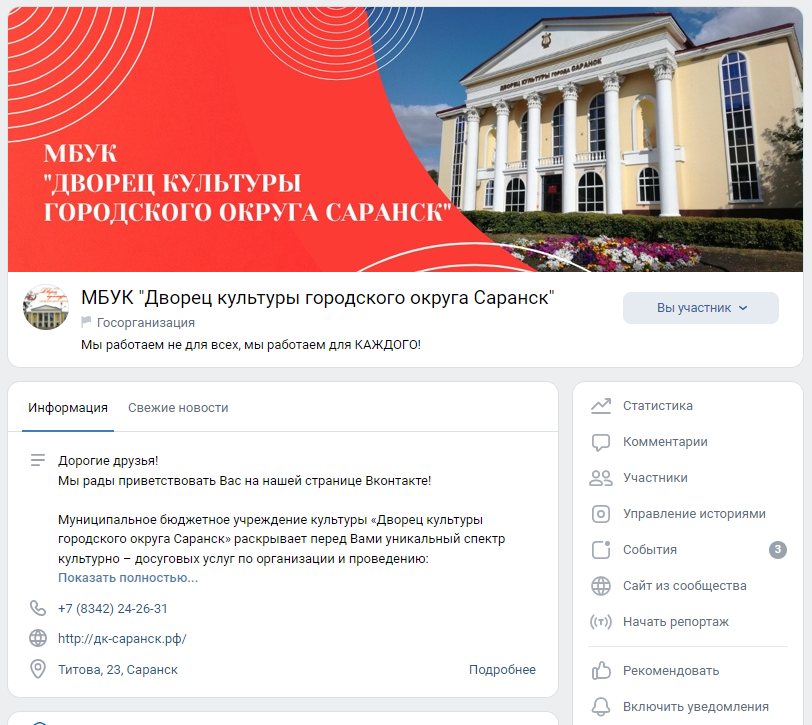 ДВОРЕЦ КУЛЬТУРЫ ГОРОДА САРАНСК
МБУК
"ДВОРЕЦ КУЛЬТУРЫ
ГОРОДСКОГО ОКРУГА САРАНСК"
МБУК "Дворец культуры городского округа Саранск"
Госорганизация
Мы работаем не для всех, мы работаем для КАЖДОГО!
Вы участник
Информация
Свежие новости
Дорогие друзья!
Мы рады приветствовать Вас на нашей странице Вконтакте!
Муниципальное бюджетное учреждение культуры «Дворец культуры
городского округа Саранск» раскрывает перед Вами уникальный спектр
культурно – досуговых услуг по организации и проведению:
Показать полностью...
+7 (8342) 24-26-31
http://дк-саранск.рф/
Титова, 23, Саранск
Подробнее
Статистика
Комментарии
Участники
Управление историями
События
3
Сайт из сообщества
Начать репортаж
Рекомендовать
Включить уведомления